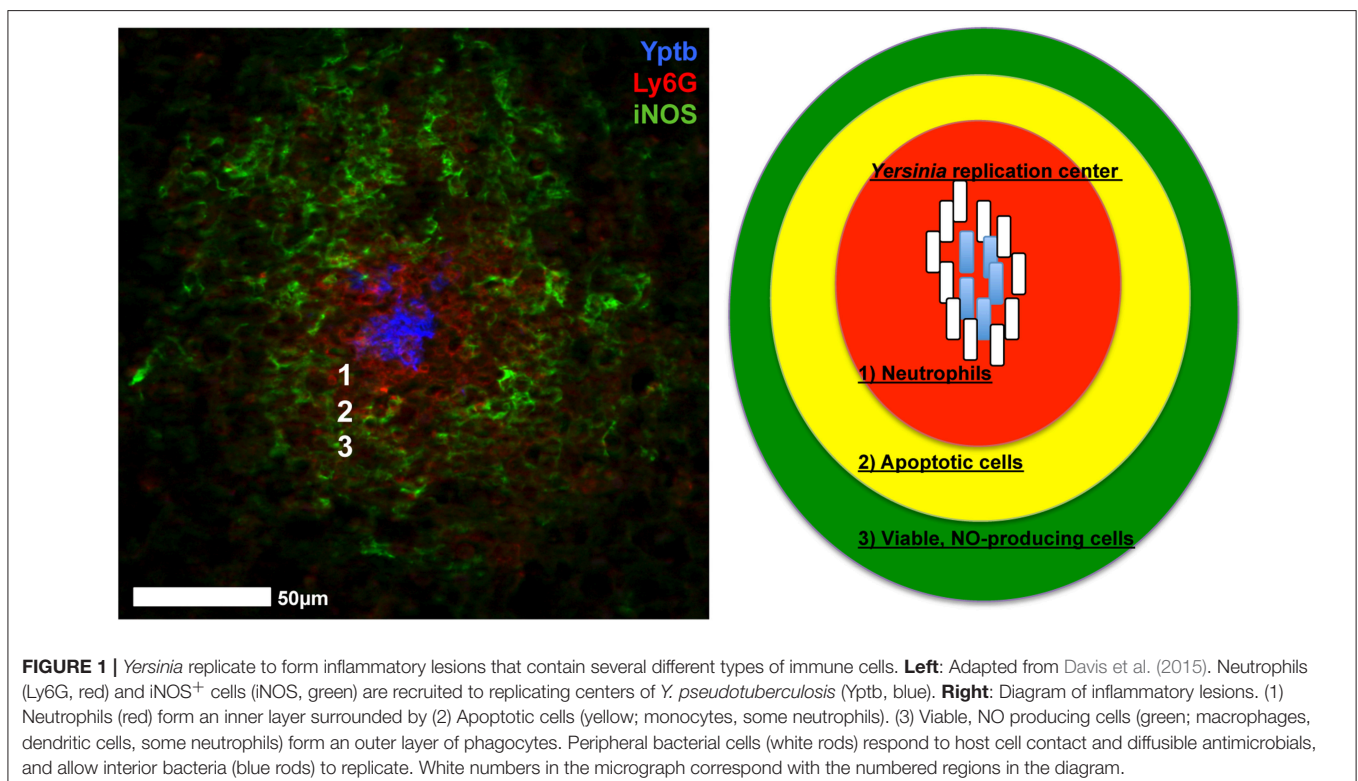 Yptb
Ly6G
iNOS
1
2
3
50µm
Yersinia replication center
1) Neutrophils
2) Apoptotic cells
3) Viable, NO-producing cells
FIGURE 1 | Yersinia replicate to form inflammatory lesions that contain several different types of immune cells. Left: Adapted from Davis et al. (2015). Neutrophils
(Ly6G, red) and iNOS⁺ cells (iNOS, green) are recruited to replicating centers of Y. pseudotuberculosis (Yptb, blue). Right: Diagram of inflammatory lesions. (1)
Neutrophils (red) form an inner layer surrounded by (2) Apoptotic cells (yellow; monocytes, some neutrophils). (3) Viable, NO producing cells (green; macrophages,
dendritic cells, some neutrophils) form an outer layer of phagocytes. Peripheral bacterial cells (white rods) respond to host cell contact and diffusible antimicrobials,
and allow interior bacteria (blue rods) to replicate. White numbers in the micrograph correspond with the numbered regions in the diagram.